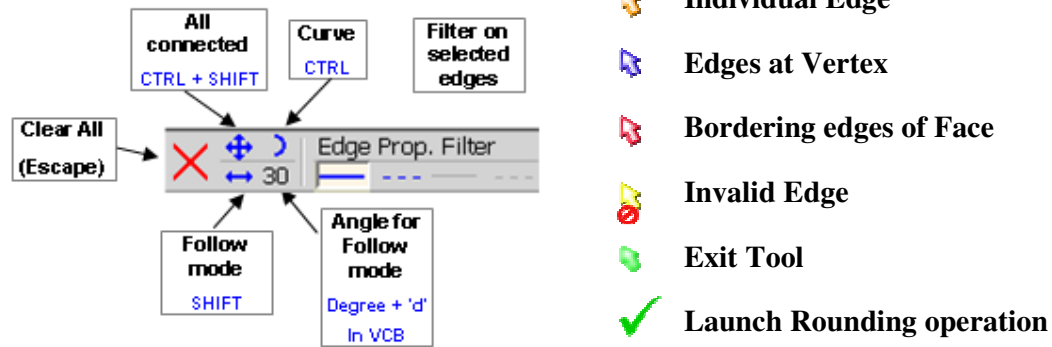 All
connected
CTRL + SHIFT
Curve
CTRL
Filter on
selected
edges
Clear All
(Escape)
Edge Prop. Filter
30
Follow
mode
SHIFT
Angle for
Follow
mode
Degree + 'd'
In VCB
Individual Edge
Edges at Vertex
Bordering edges of Face
Invalid Edge
Exit Tool
Launch Rounding operation